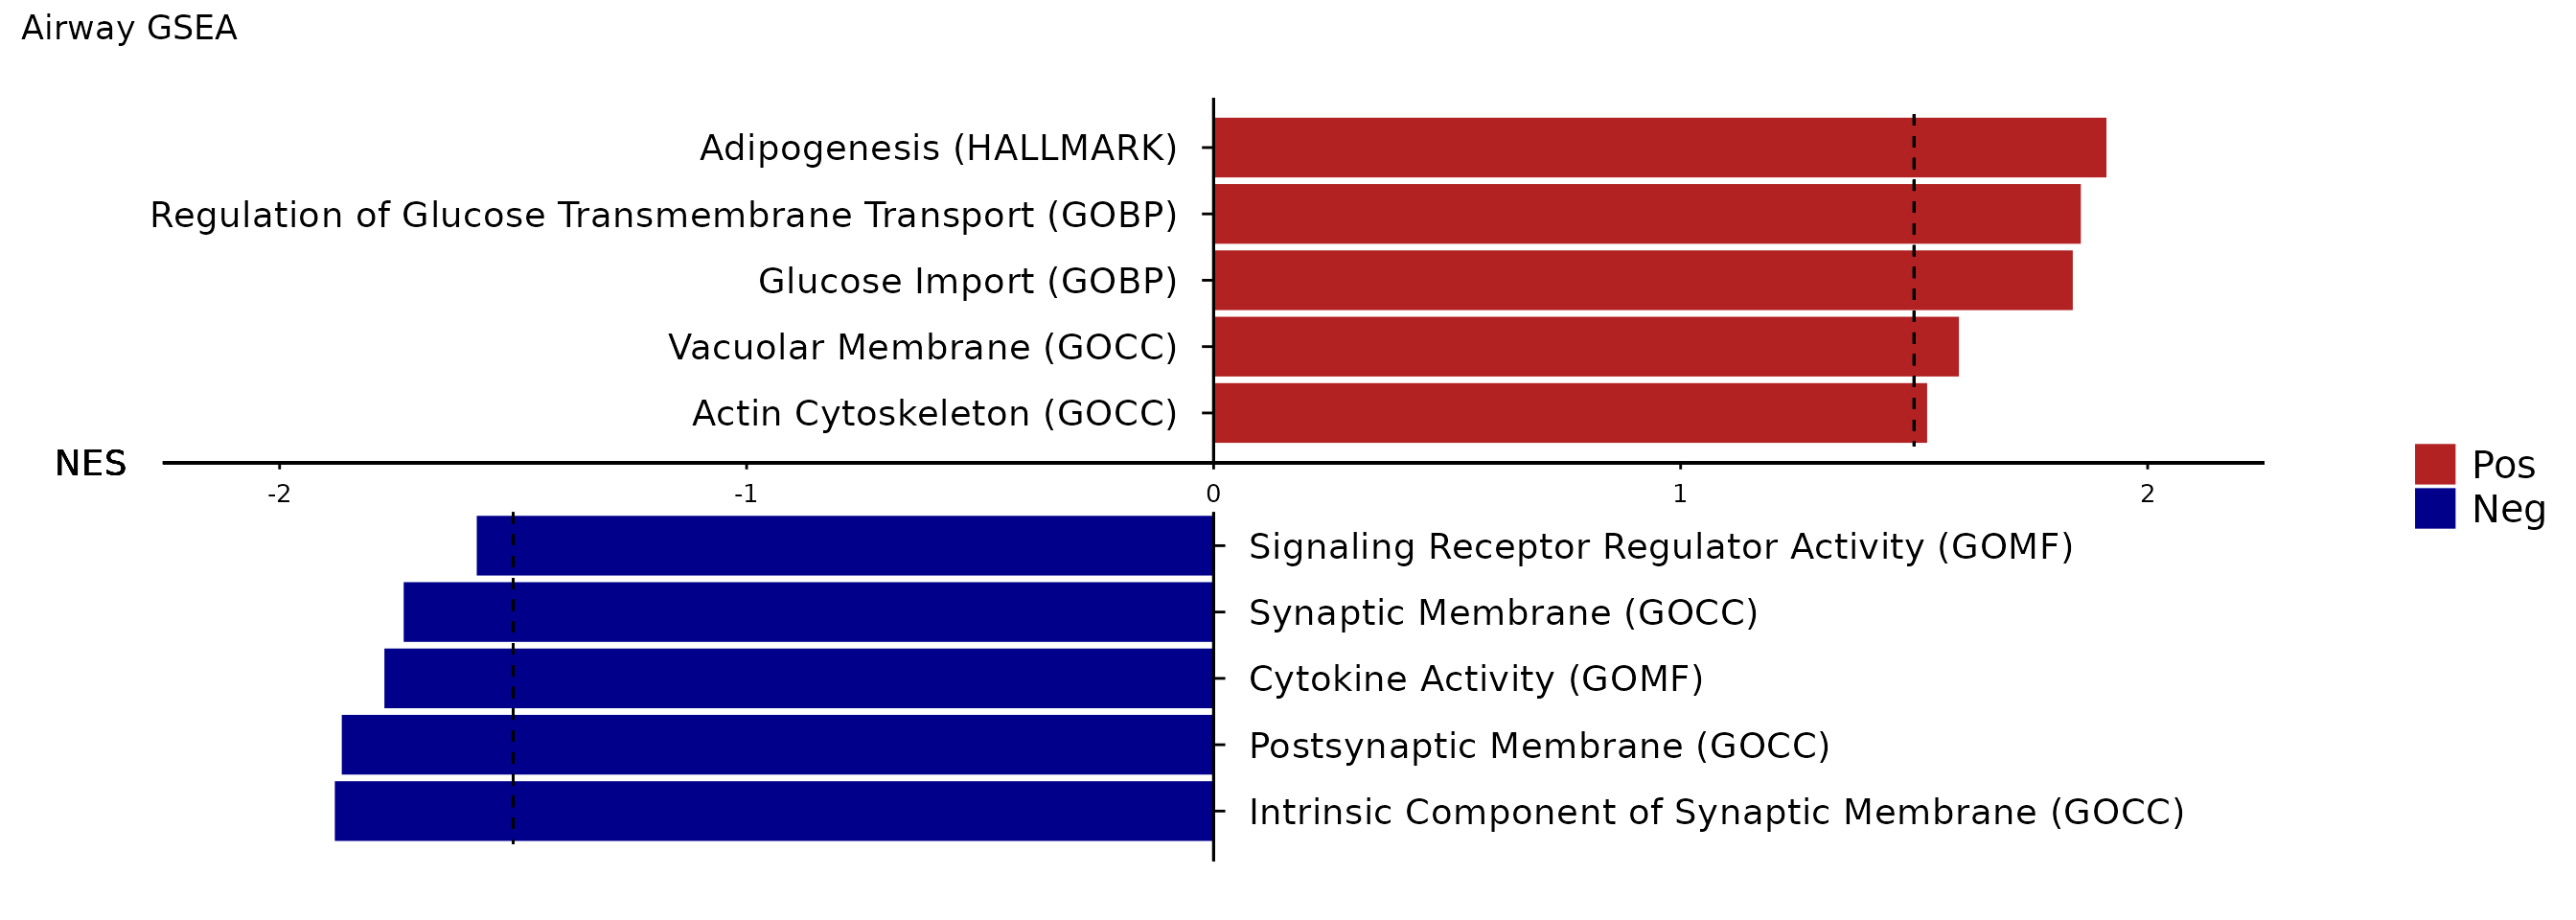 Airway GSEA
Adipogenesis (HALLMARK)
Regulation of Glucose Transmembrane Transport (GOBP)
Glucose Import (GOBP)
Vacuolar Membrane (GOCC)
Actin Cytoskeleton (GOCC)
NES
-2 -1 0 1 2
Pos
Neg
Signaling Receptor Regulator Activity (GOMF)
Synaptic Membrane (GOCC)
Cytokine Activity (GOMF)
Postsynaptic Membrane (GOCC)
Intrinsic Component of Synaptic Membrane (GOCC)